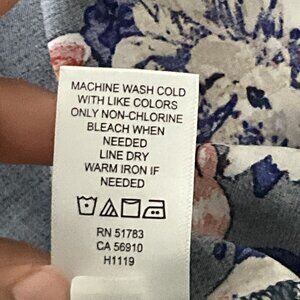 MACHINE WASH COLD
WITH LIKE COLORS
ONLY NON-CHLORINE
BLEACH WHEN
NEEDED
LINE DRY
WARM IRON IF
NEEDED
RN 51783
CA 56910
H1119